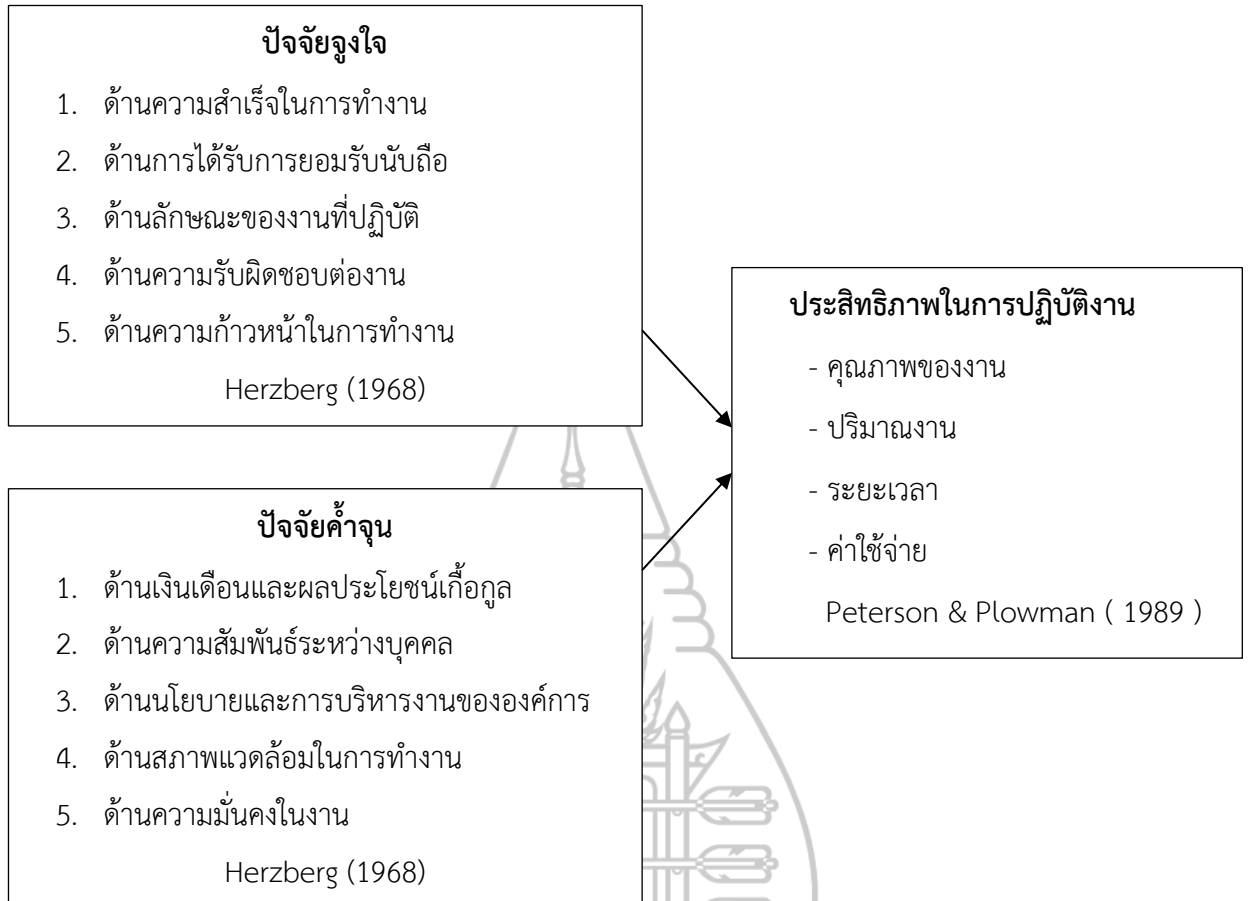 ปัจจัยจูงใจ
1. ด้านความสำเร็จในการทำงาน
2. ด้านการได้รับการยอมรับนับถือ
3. ด้านลักษณะของงานที่ปฏิบัติ
4. ด้านความรับผิดชอบต่องาน
5. ด้านความก้าวหน้าในการทำงาน
Herzberg (1968)
ปัจจัยค้ำจุน
1. ด้านเงินเดือนและผลประโยชน์เกื้อกูล
2. ด้านความสัมพันธ์ระหว่างบุคคล
3. ด้านนโยบายและการบริหารงานขององค์การ
4. ด้านสภาพแวดล้อมในการทำงาน
5. ด้านความมั่นคงในงาน
Herzberg (1968)
ประสิทธิภาพในการปฏิบัติงาน
- คุณภาพของงาน
- ปริมาณงาน
- ระยะเวลา
- ค่าใช้จ่าย
Peterson & Plowman ( 1989 )